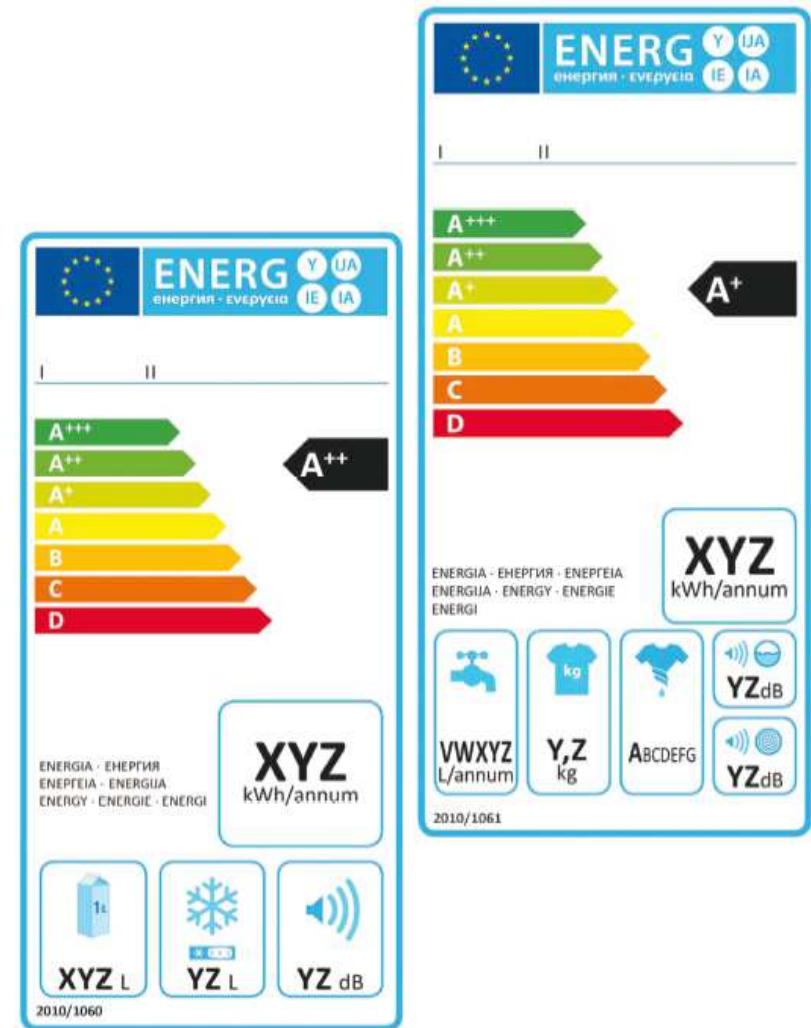 ENERG Y UA
енергия · ενεργεια IE IA
I II
A+++
A++
A+
A
B
C
D
A++
ENERGIA · ЕНЕРГИЯ
ΕΝΕΡΓΕΙΑ · ENERGIJA
ENERGY · ENERGIE · ENERGI
XYZ
kWh/annum
1L
XYZ L
YZ L
YZ dB
2010/1060
ENERG Y IJA
енергия · ενεργεια IE IA
I II
A+++
A++
A+
A
B
C
D
A+
ENERGIA · ЕНЕРГИЯ · ΕΝΕΡΓΕΙΑ
ENERGIJA · ENERGY · ENERGIE
ENERGI
XYZ
kWh/annum
VWXYZ
L/annum
kg
Y,Z
kg
ABCDEFG
YZdB
YZdB
2010/1061